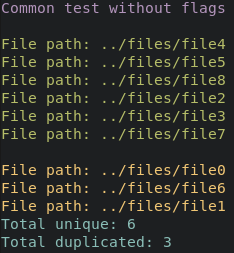 Common test without flags
File path: ../files/file4
File path: ../files/file5
File path: ../files/file8
File path: ../files/file2
File path: ../files/file3
File path: ../files/file7
File path: ../files/file0
File path: ../files/file6
File path: ../files/file1
Total unique: 6
Total duplicated: 3